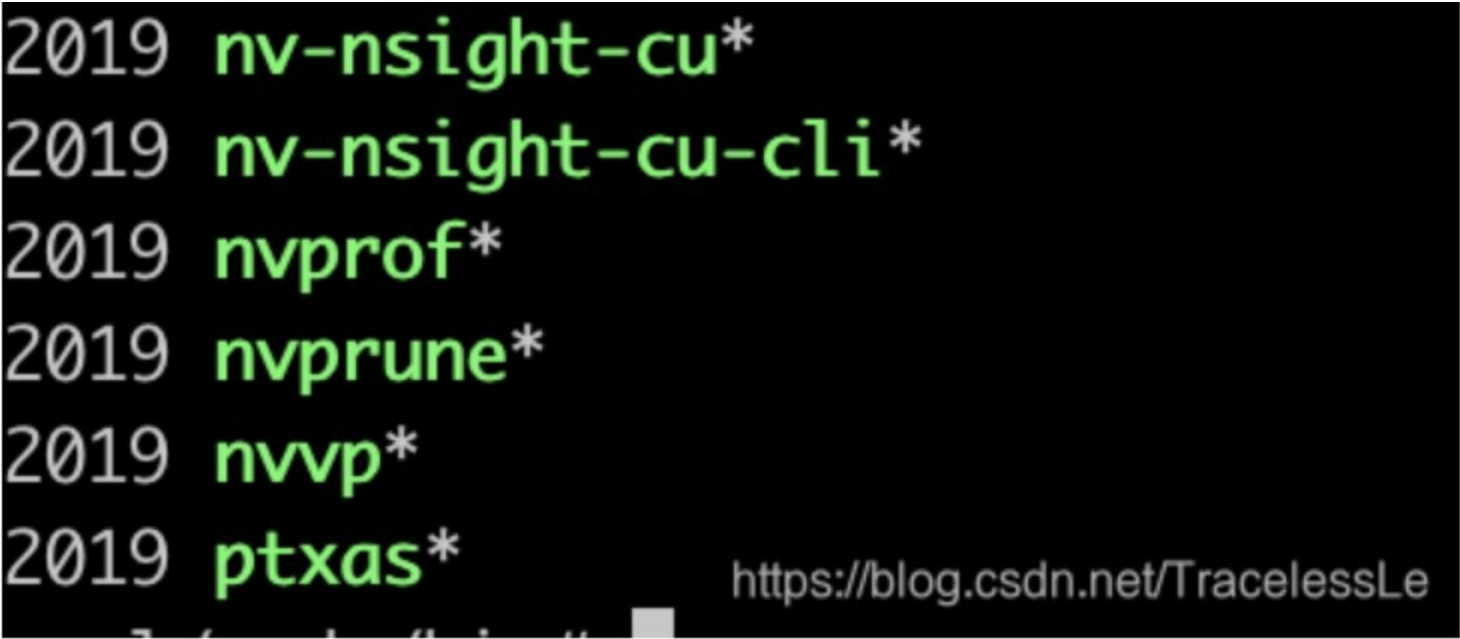 2019 nv-nsight-cu*
2019 nv-nsight-cu-cli*
2019 nvprof*
2019 nvprune*
2019 nvvp*
2019 ptxas*
https://blog.csdn.net/TracelessLe